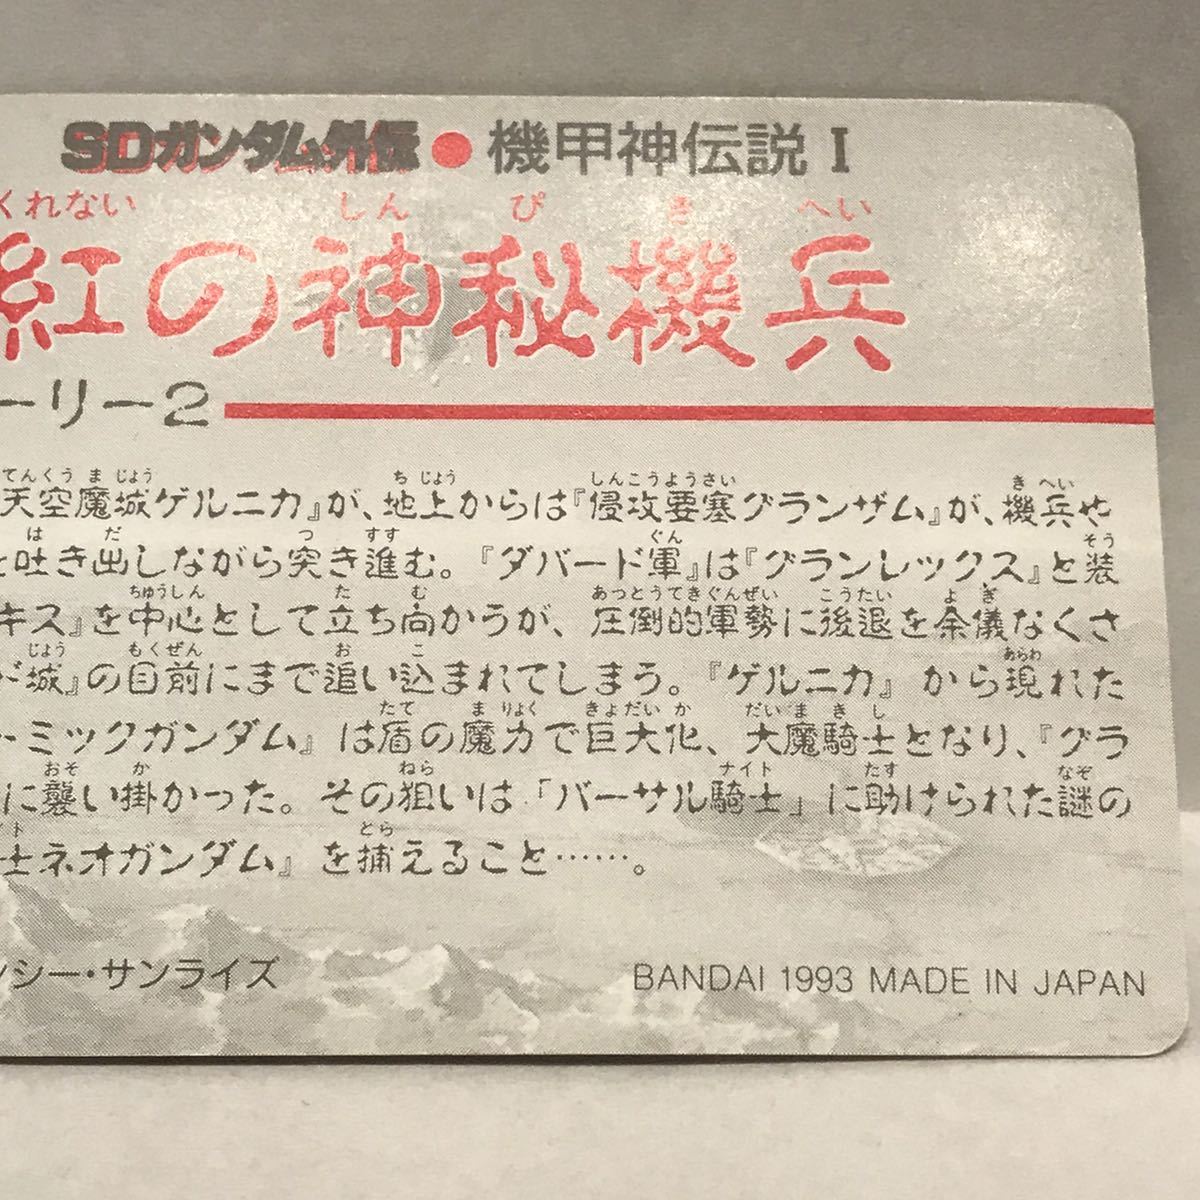 SDガンダム外伝●機甲神伝説Ⅰ
くれない しん ぴ き へい
紅の神秘機兵
ーリー2
てんくう ま じょう ち じょう しんこうようさい き へい
天空魔城ゲルニカ』が、地上からは『侵攻要塞グランザム』が、機兵や
は だ つ すす ぐん そう
と吐き出しながら突き進む。『ダバード軍』は『グランレックス』と装
ちゅうしん た む あっとうてきぐんぜい こうたい よ ぎ
キス』を中心として立ち向かうが、圧倒的軍勢に後退を余儀なくさ
じょう もくぜん お こ あらわ
ド城』の目前にまで追い込まれてしまう。『ゲルニカ』から現れた
たて ま りょく きょだい か だい ま き し
ーミックガンダム』は盾の魔力で巨大化、大魔騎士となり、『グラ
おそ か ねら ナイト たす なぞ
に襲い掛かった。その狙いは「バーサル騎士」に助けられた謎の
イト とら
士ネオガンダム』を捕えること……。
ンシー・サンライズ
BANDAI 1993 MADE IN JAPAN